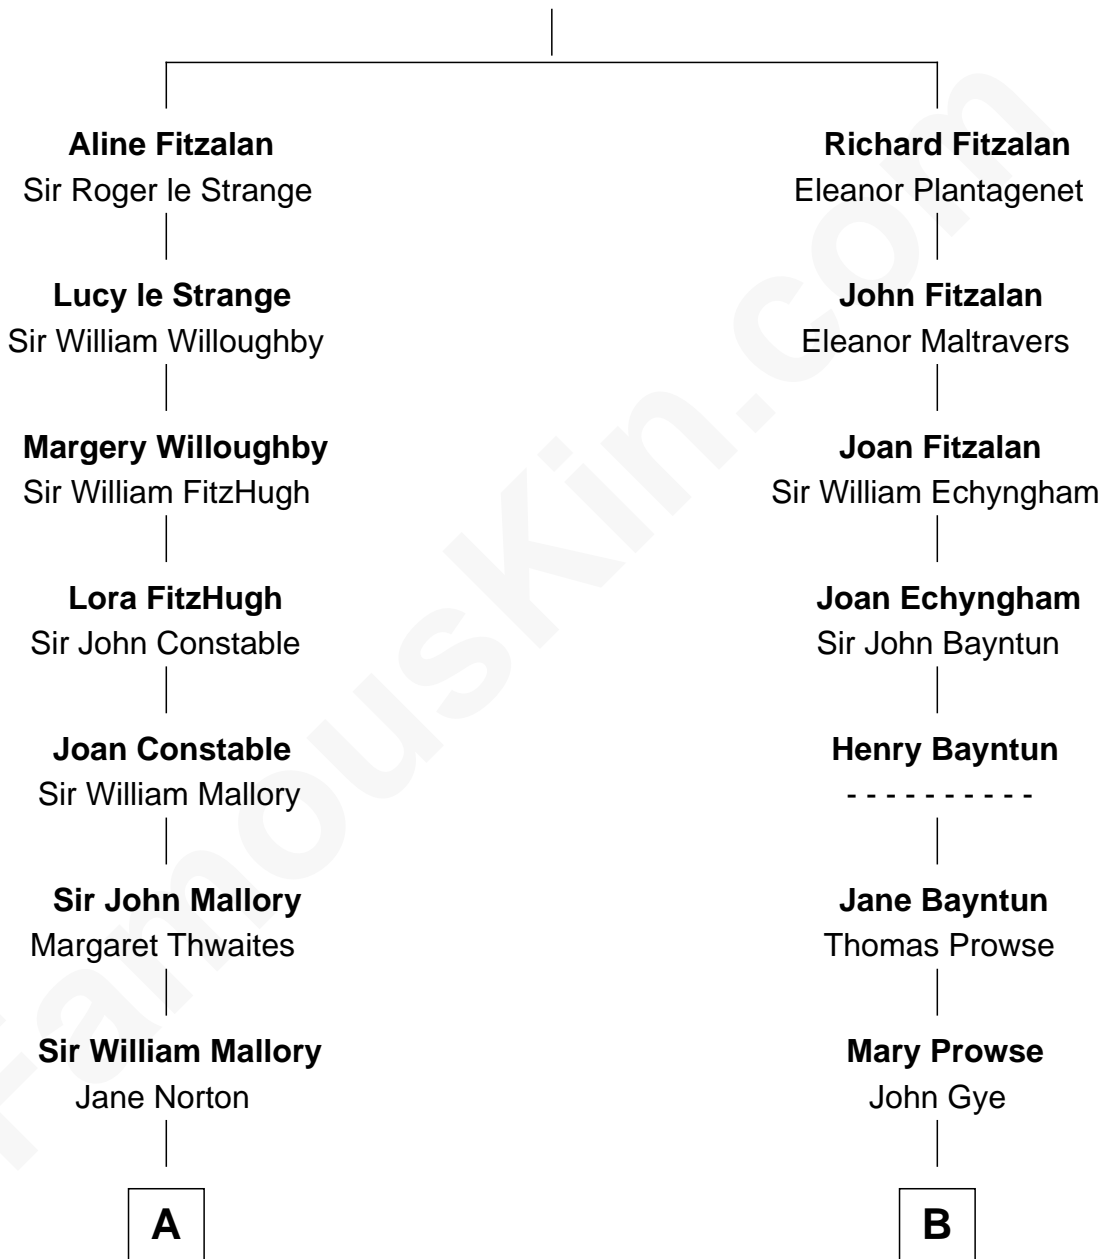 Aline Fitzalan
Sir Roger le Strange
Lucy le Strange
Sir William Willoughby
Margery Willoughby
Sir William FitzHugh
Lora FitzHugh
Sir John Constable
Joan Constable
Sir William Mallory
Sir John Mallory
Margaret Thwaites
Sir William Mallory
Jane Norton
A
Richard Fitzalan
Eleanor Plantagenet
John Fitzalan
Eleanor Maltravers
Joan Fitzalan
Sir William Echyngham
Joan Echyngham
Sir John Bayntun
Henry Bayntun
- - - - - - - - - -
Jane Bayntun
Thomas Prowse
Mary Prowse
John Gye
B
FamousKin.com